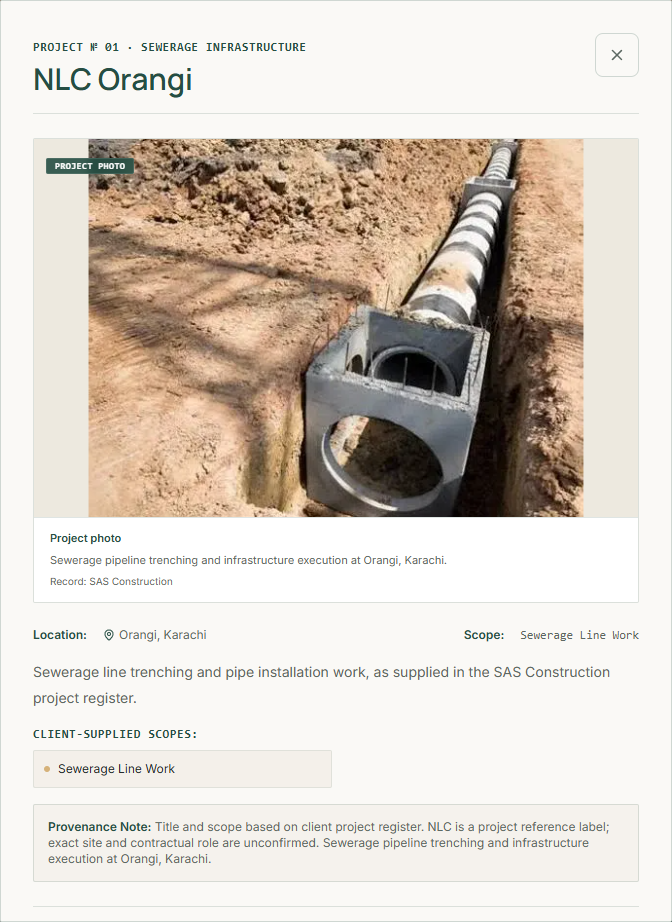 PROJECT № 01 · SEWERAGE INFRASTRUCTURE
NLC Orangi
PROJECT PHOTO
Project photo
Sewerage pipeline trenching and infrastructure execution at Orangi, Karachi.
Record: SAS Construction
Location: Orangi, Karachi
Scope: Sewerage Line Work
Sewerage line trenching and pipe installation work, as supplied in the SAS Construction
project register.
CLIENT-SUPPLIED SCOPES:
Sewerage Line Work
Provenance Note: Title and scope based on client project register. NLC is a project reference label;
exact site and contractual role are unconfirmed. Sewerage pipeline trenching and infrastructure
execution at Orangi, Karachi.